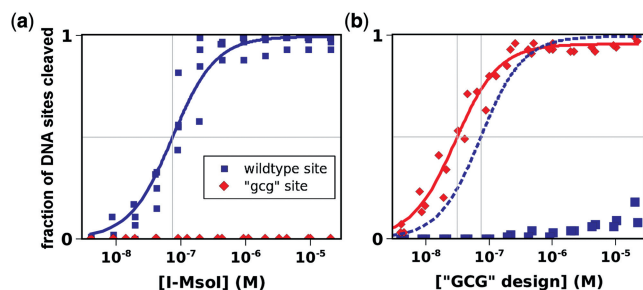 (a)
(b)
fraction of DNA sites cleaved
1
0
wildtype site
"gcg" site
10-8
10-7
10-6
10-5
[I-MsoI] (M)
1
0
10-8
10-7
10-6
10-5
["GCG" design] (M)